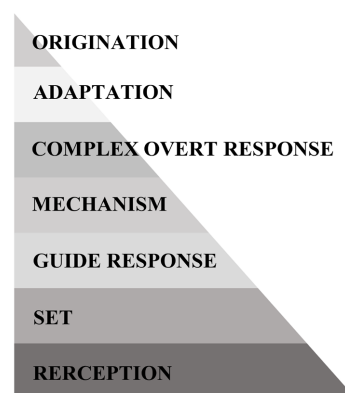 ORIGINATION
ADAPTATION
COMPLEX OVERT RESPONSE
MECHANISM
GUIDE RESPONSE
SET
RERCEPTION